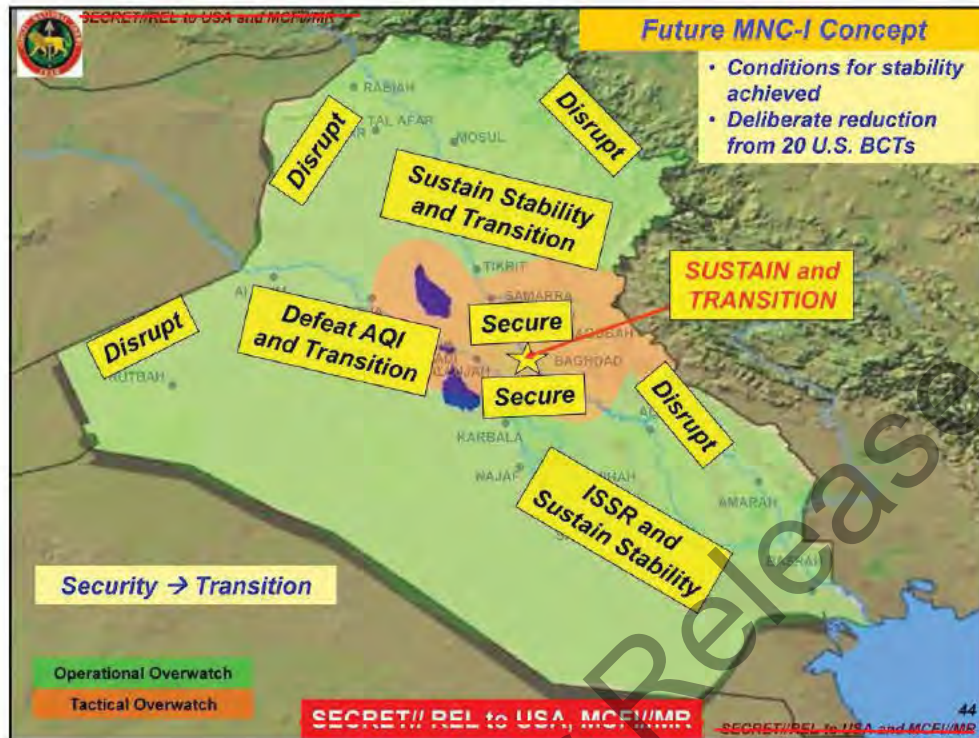 SECRET//REL to USA and MCFI//MR
Future MNC-I Concept
• Conditions for stability
achieved
• Deliberate reduction
from 20 U.S. BCTs
RABIAH
Disrupt
TAL AFAR
MOSUL
Disrupt
Sustain Stability
and Transition
TIKRIT
SAMARRA
SUSTAIN and
TRANSITION
Disrupt
Defeat AQI
and Transition
Secure
BAGHDAD
RUTBAH
Secure
Disrupt
KARBALA
NAJAF
AMARAH
ISSR and
Sustain Stability
BASRAH
Security → Transition
Operational Overwatch
Tactical Overwatch
SECRET// REL to USA, MCFI//MR
44
SECRET//REL to USA and MCFI//MR